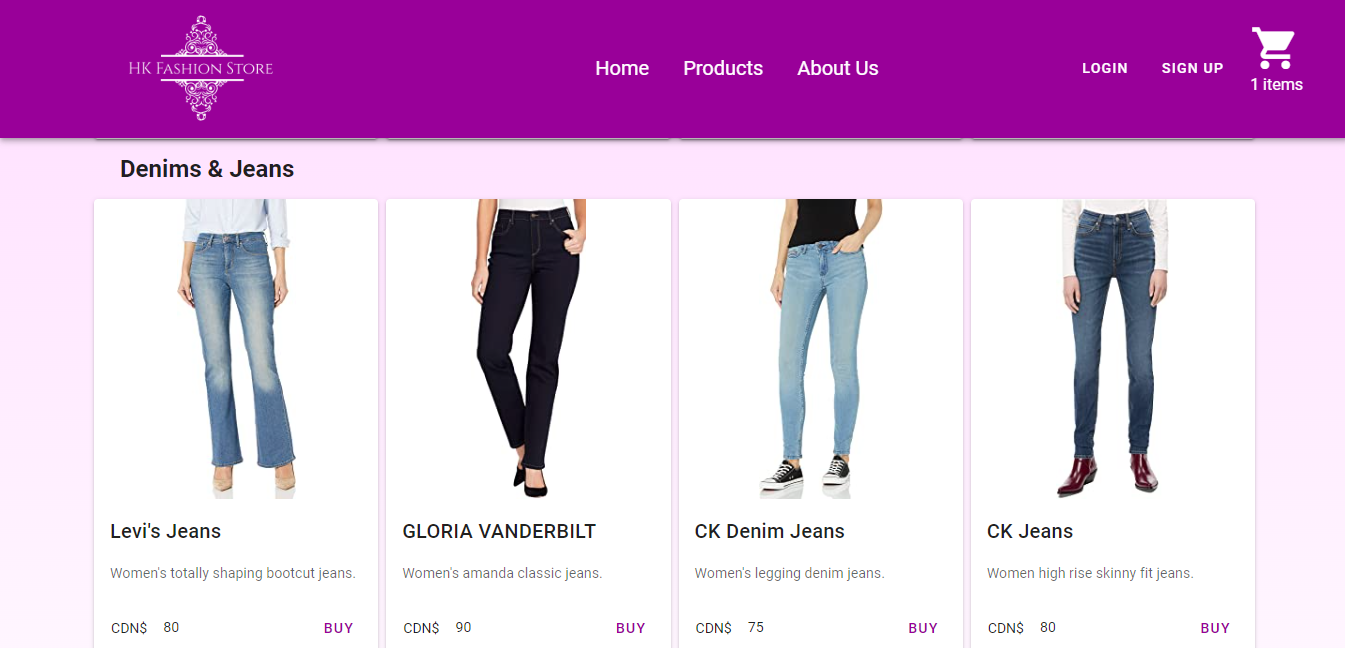 HK FASHION STORE
Home
Products
About Us
LOGIN
SIGN UP
1 items
Denims & Jeans
Levi's Jeans
Women's totally shaping bootcut jeans.
CDN$ 80
BUY
GLORIA VANDERBILT
Women's amanda classic jeans.
CDN$ 90
BUY
CK Denim Jeans
Women's legging denim jeans.
CDN$ 75
BUY
CK Jeans
Women high rise skinny fit jeans.
CDN$ 80
BUY